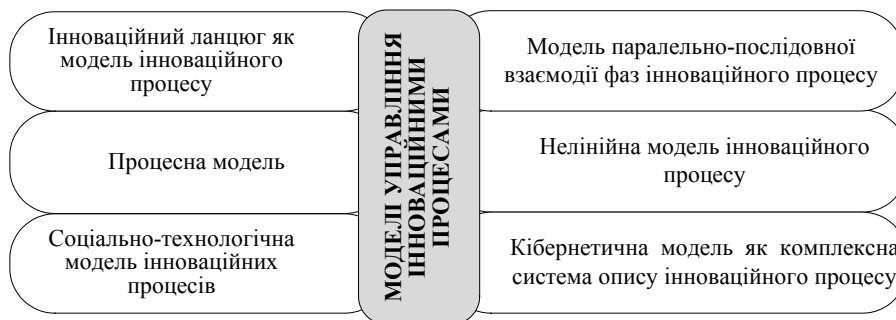 Інноваційний ланцюг як
модель інноваційного
процесу
Процесна модель
Соціально-технологічна
модель інноваційних
процесів
МОДЕЛІ УПРАВЛІННЯ
ІННОВАЦІЙНИМИ
ПРОЦЕСАМИ
Модель паралельно-послідовної
взаємодії фаз інноваційного процесу
Нелінійна модель інноваційного
процесу
Кібернетична модель як комплексна
система опису інноваційного процесу